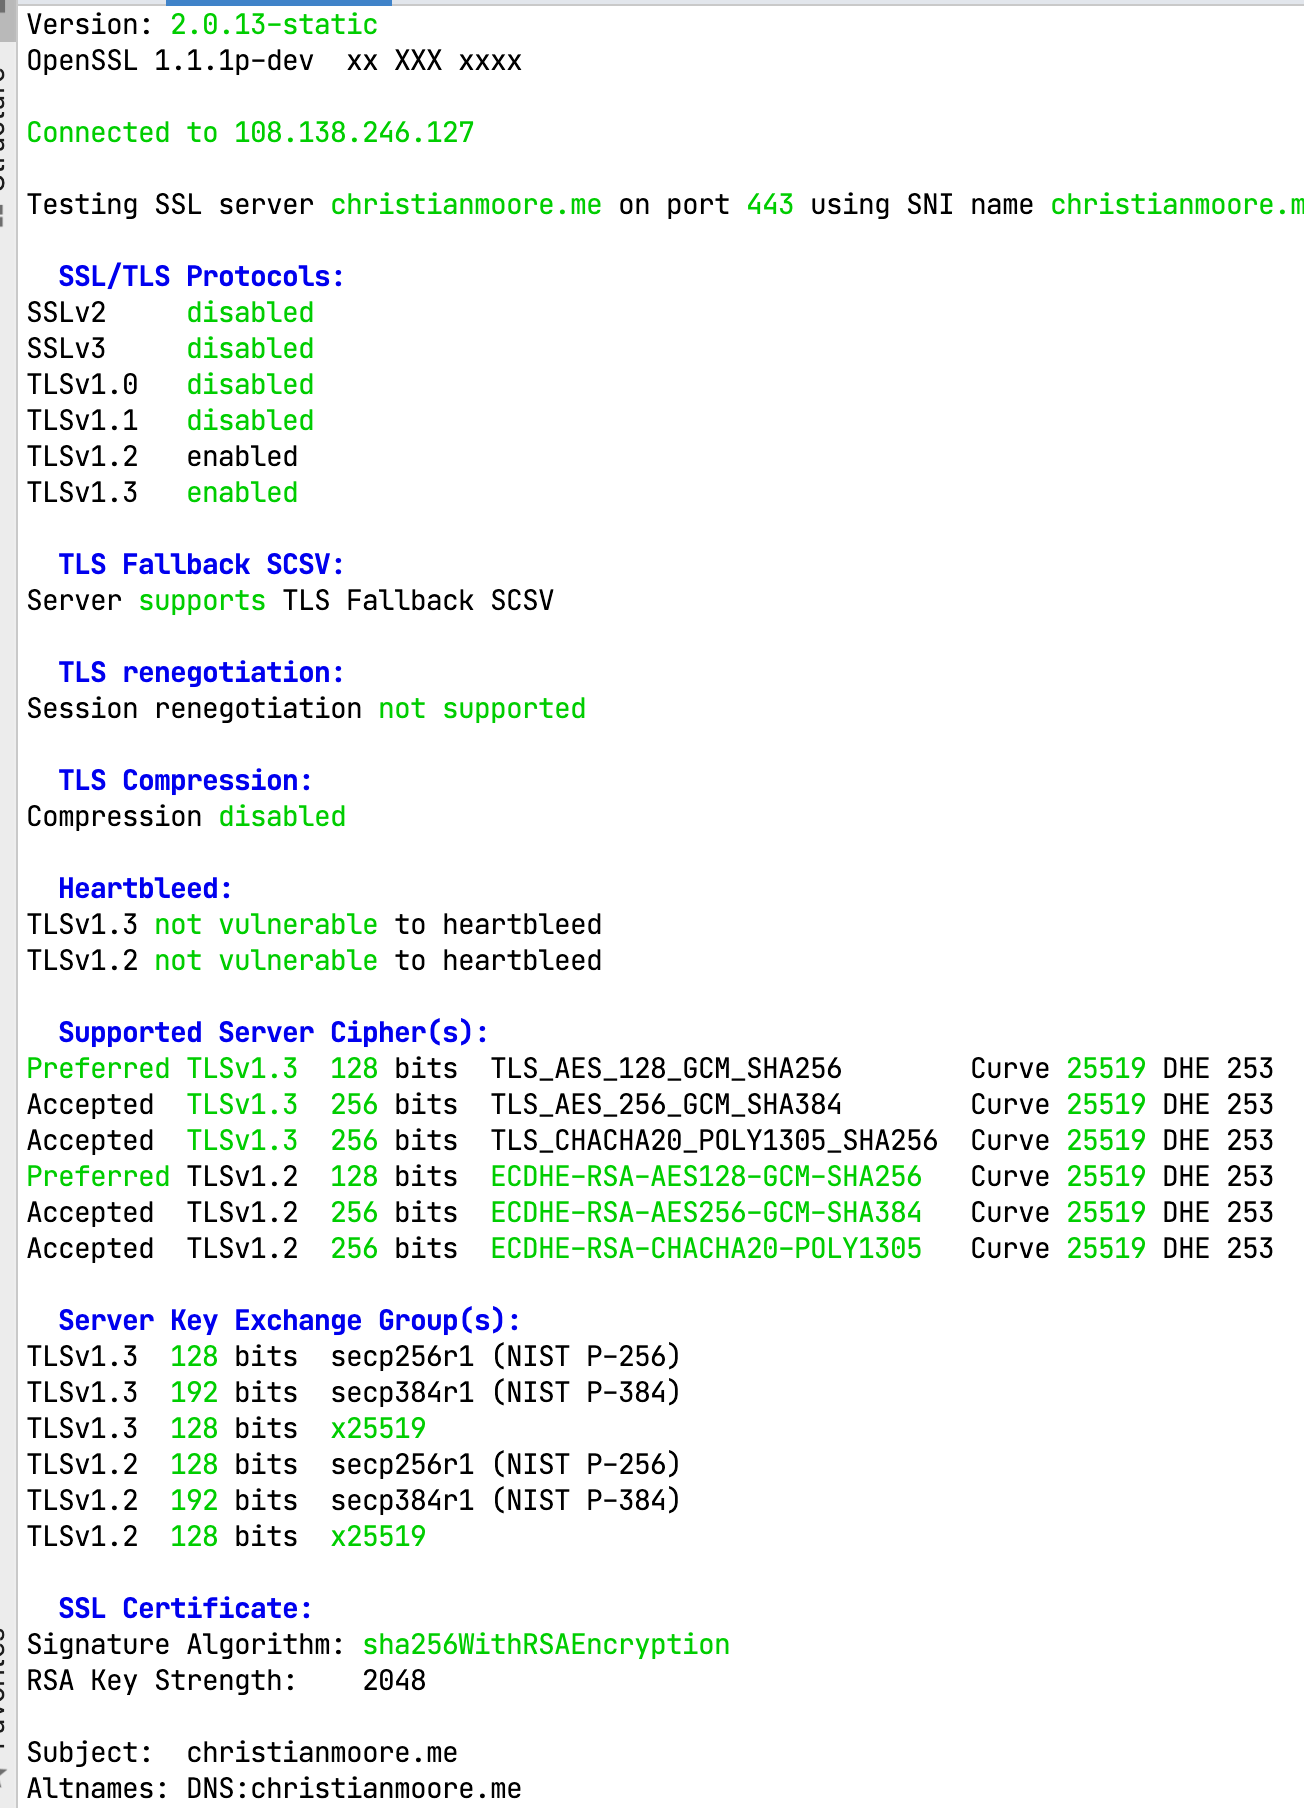 Version: 2.0.13-static
OpenSSL 1.1.1p-dev  xx XXX xxxx
Connected to 108.138.246.127
Testing SSL server christianmoore.me on port 443 using SNI name christianmoore.m
SSL/TLS Protocols:
SSLv2     disabled
SSLv3     disabled
TLSv1.0   disabled
TLSv1.1   disabled
TLSv1.2   enabled
TLSv1.3   enabled
TLS Fallback SCSV:
Server supports TLS Fallback SCSV
TLS renegotiation:
Session renegotiation not supported
TLS Compression:
Compression disabled
Heartbleed:
TLSv1.3 not vulnerable to heartbleed
TLSv1.2 not vulnerable to heartbleed
Supported Server Cipher(s):
Preferred TLSv1.3  128 bits  TLS_AES_128_GCM_SHA256        Curve 25519 DHE 253
Accepted  TLSv1.3  256 bits  TLS_AES_256_GCM_SHA384        Curve 25519 DHE 253
Accepted  TLSv1.3  256 bits  TLS_CHACHA20_POLY1305_SHA256  Curve 25519 DHE 253
Preferred TLSv1.2  128 bits  ECDHE-RSA-AES128-GCM-SHA256   Curve 25519 DHE 253
Accepted  TLSv1.2  256 bits  ECDHE-RSA-AES256-GCM-SHA384   Curve 25519 DHE 253
Accepted  TLSv1.2  256 bits  ECDHE-RSA-CHACHA20-POLY1305   Curve 25519 DHE 253
Server Key Exchange Group(s):
TLSv1.3  128 bits  secp256r1 (NIST P-256)
TLSv1.3  192 bits  secp384r1 (NIST P-384)
TLSv1.3  128 bits  x25519
TLSv1.2  128 bits  secp256r1 (NIST P-256)
TLSv1.2  192 bits  secp384r1 (NIST P-384)
TLSv1.2  128 bits  x25519
SSL Certificate:
Signature Algorithm: sha256WithRSAEncryption
RSA Key Strength:    2048
Subject:  christianmoore.me
Altnames: DNS:christianmoore.me